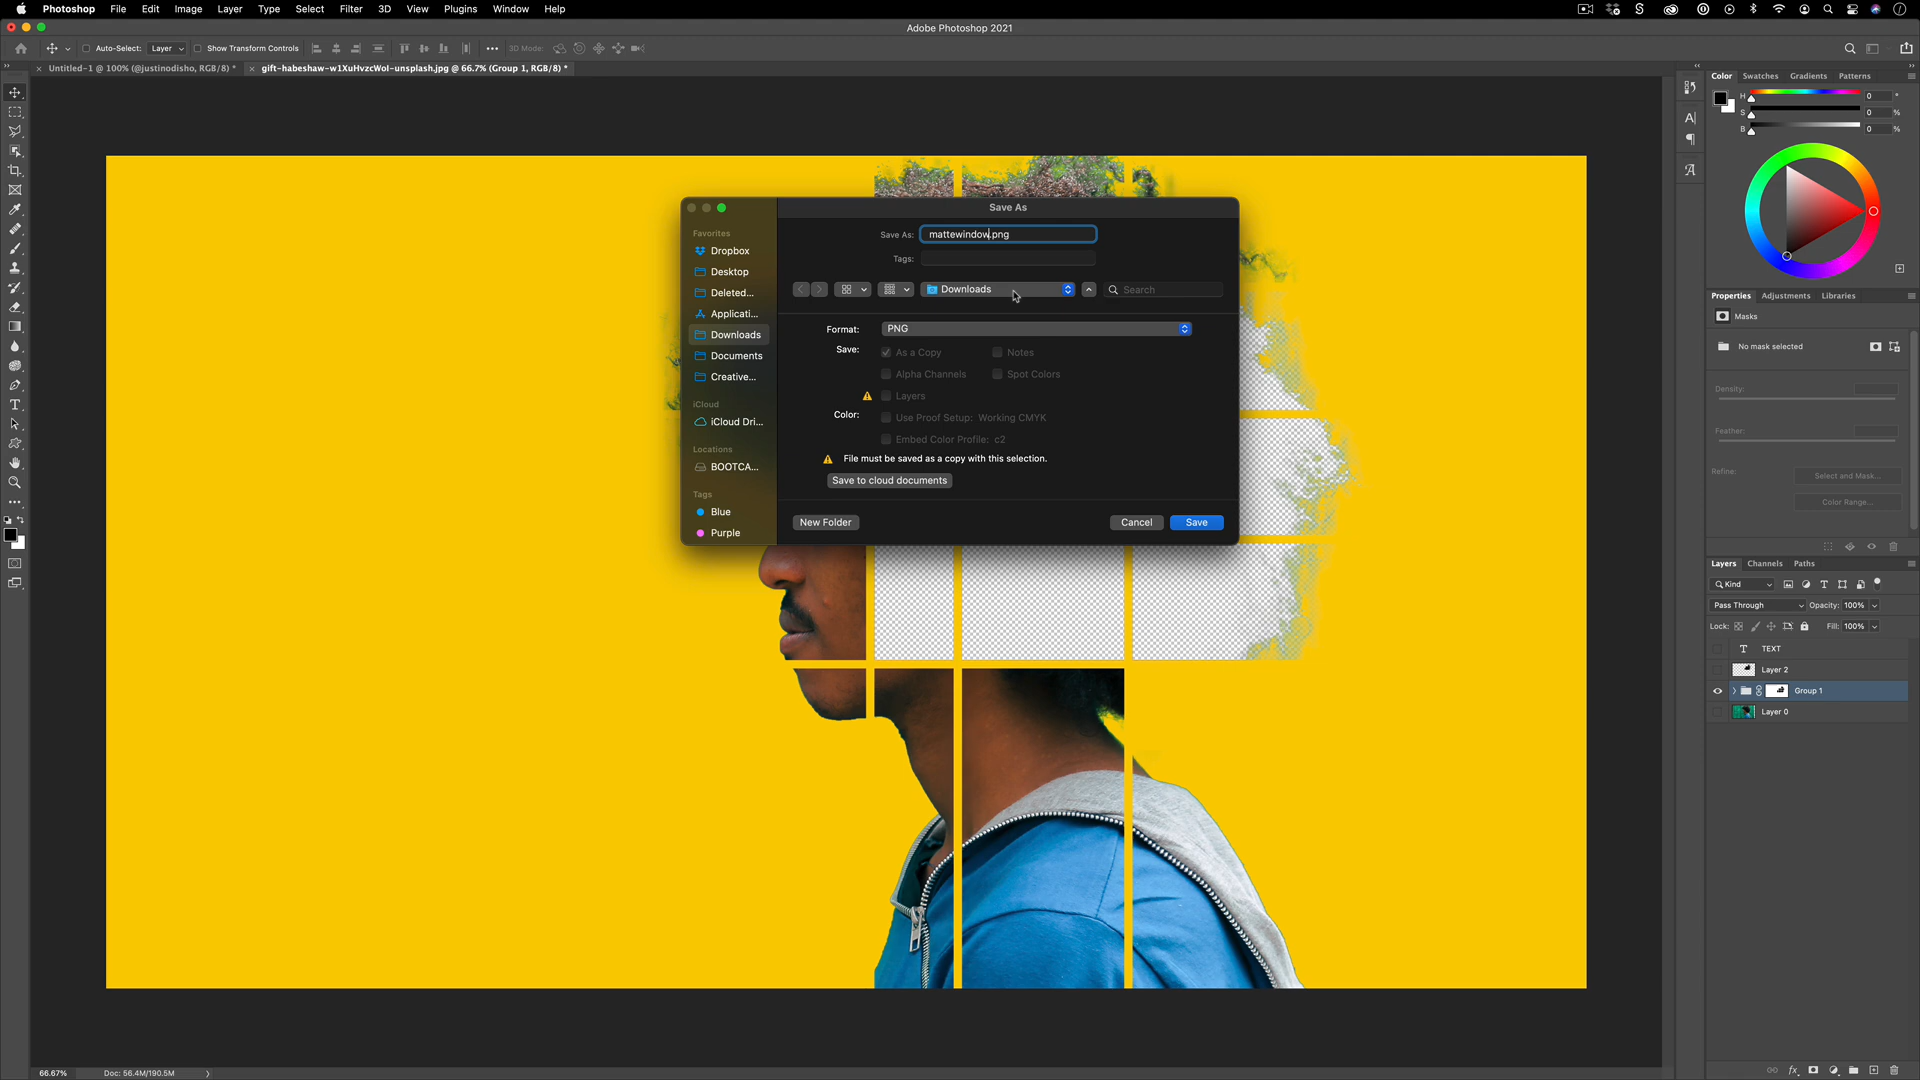 Photoshop File Edit Image Layer Type Select Filter 3D View Plugins Window Help
Adobe Photoshop 2021
Auto-Select: Layer Show Transform Controls ••• 3D Mode:
× Untitled-1 @ 100% (@justinodisho, RGB/8) * × gift-habeshaw-w1XuHvzcWoI-unsplash.jpg @ 66.7% (Group 1, RGB/8) *
Color Swatches Gradients Patterns
H 0 °
S 0 %
B 0 %
Save As
Favorites
Dropbox
Desktop
Deleted...
Applicati...
Downloads
Documents
Creative...
iCloud
iCloud Dri...
Locations
BOOTCA...
Tags
Blue
Purple
Save As: mattewindow.png
Tags:
Downloads Search
Format: PNG
Save: As a Copy Notes
Alpha Channels Spot Colors
Layers
Color: Use Proof Setup: Working CMYK
Embed Color Profile: c2
File must be saved as a copy with this selection.
Save to cloud documents
New Folder Cancel Save
Properties Adjustments Libraries
Masks
No mask selected
Density:
Feather:
Refine: Select and Mask...
Color Range...
Layers Channels Paths
Kind
Pass Through Opacity: 100%
Lock: Fill: 100%
T TEXT
Layer 2
Group 1
Layer 0
fx
66.67% Doc: 56.4M/190.5M